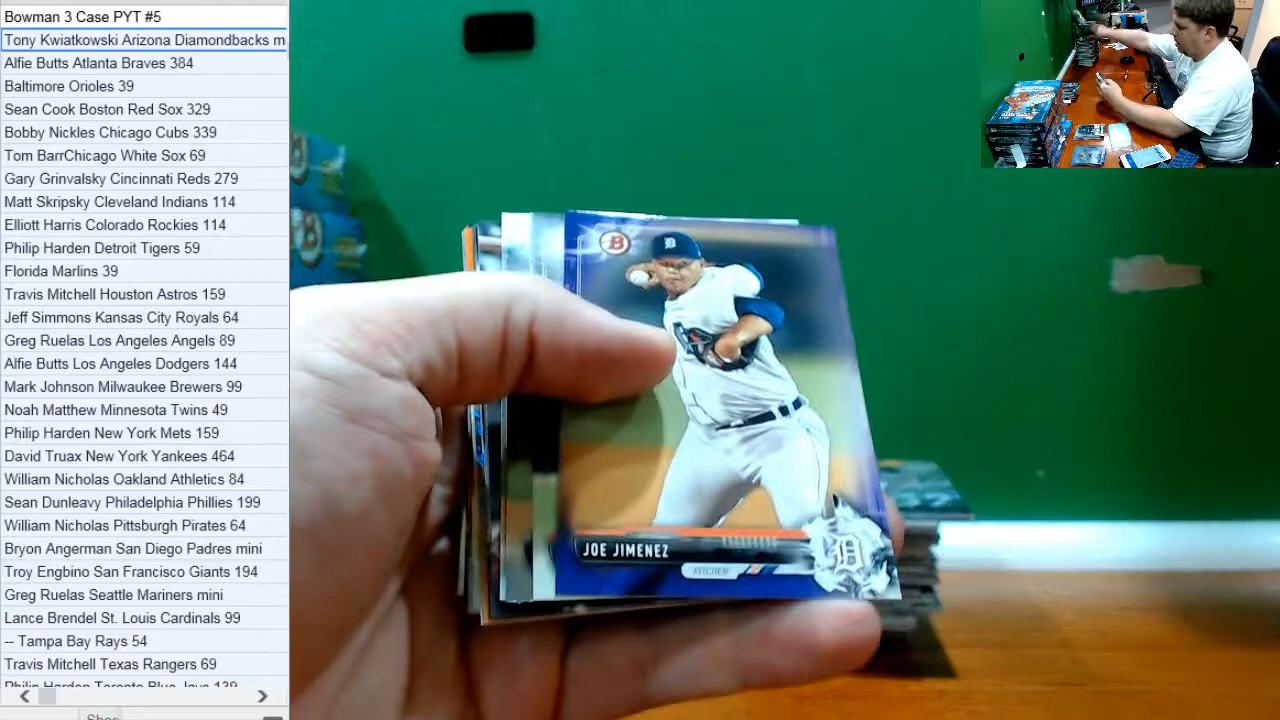 Bowman 3 Case PYT #5
Tony Kwiatkowski Arizona Diamondbacks m
Alfie Butts Atlanta Braves 384
Baltimore Orioles 39
Sean Cook Boston Red Sox 329
Bobby Nickles Chicago Cubs 339
Tom BarrChicago White Sox 69
Gary Grinvalsky Cincinnati Reds 279
Matt Skripsky Cleveland Indians 114
Elliott Harris Colorado Rockies 114
Philip Harden Detroit Tigers 59
Florida Marlins 39
Travis Mitchell Houston Astros 159
Jeff Simmons Kansas City Royals 64
Greg Ruelas Los Angeles Angels 89
Alfie Butts Los Angeles Dodgers 144
Mark Johnson Milwaukee Brewers 99
Noah Matthew Minnesota Twins 49
Philip Harden New York Mets 159
David Truax New York Yankees 464
William Nicholas Oakland Athletics 84
Sean Dunleavy Philadelphia Phillies 199
William Nicholas Pittsburgh Pirates 64
Bryon Angerman San Diego Padres mini
Troy Engbino San Francisco Giants 194
Greg Ruelas Seattle Mariners mini
Lance Brendel St. Louis Cardinals 99
-- Tampa Bay Rays 54
Travis Mitchell Texas Rangers 69
Philip Harden Toronto Blue Jays 139
B
D
JOE JIMENEZ
PITCHER
D